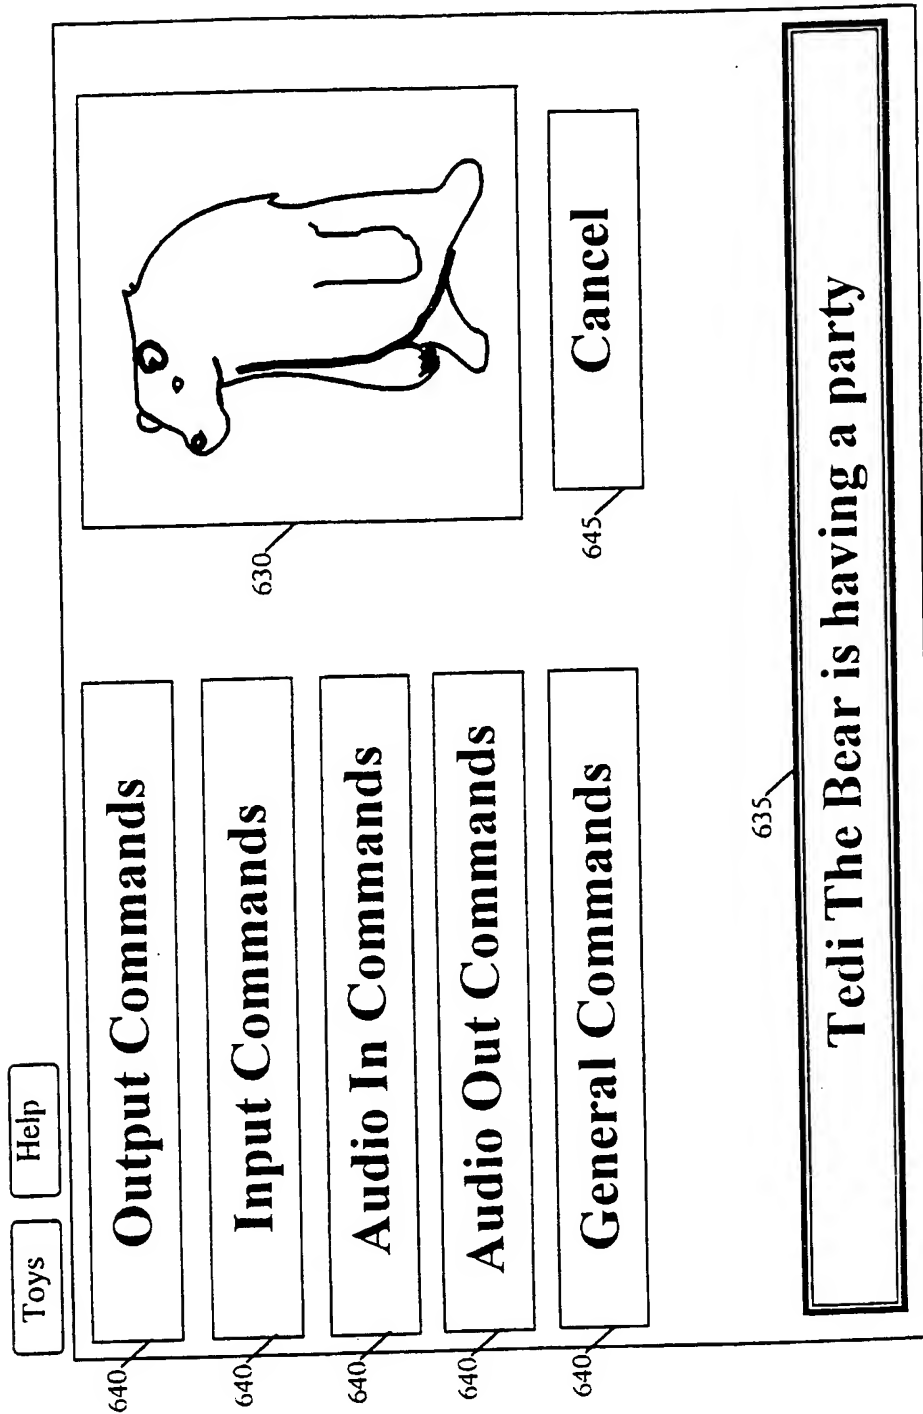 Toys Help
640 Output Commands
640 Input Commands
640 Audio In Commands
640 Audio Out Commands
640 General Commands
630
645 Cancel
635
Tedi The Bear is having a party